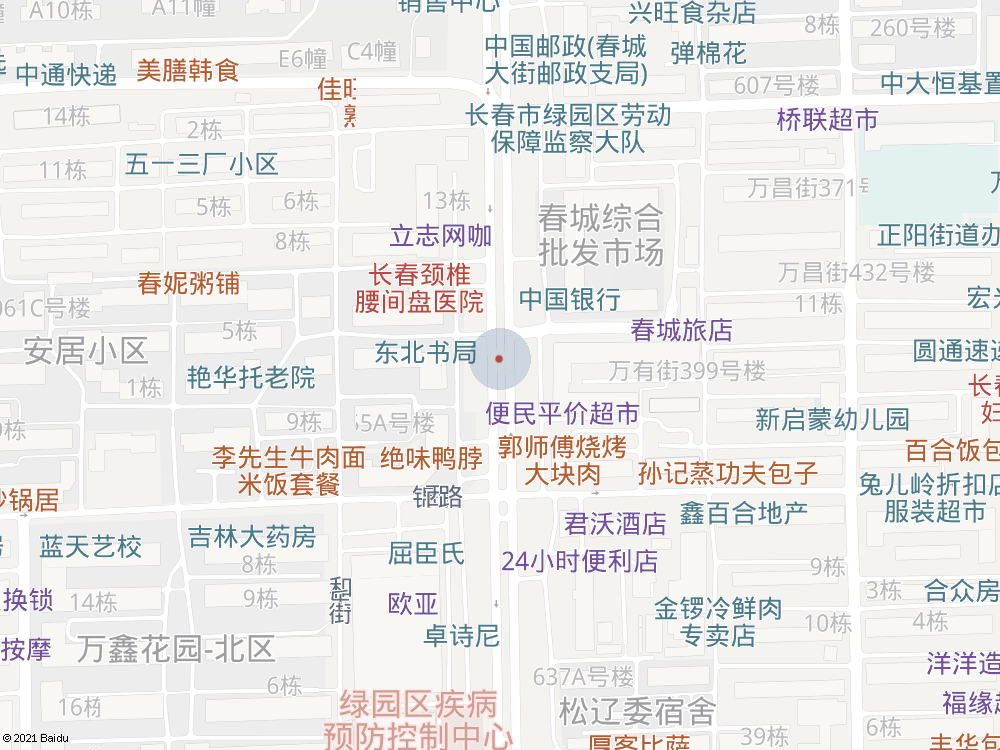 A10栋
A11幢
销售中心
兴旺食杂店
8栋
260号楼
E6幢
C4幢
中国邮政(春城
大街邮政支局)
弹棉花
中通快递
美膳韩食
佳旺
607号楼
中大恒基置
14栋
2栋
长春市绿园区劳动
保障监察大队
桥联超市
11栋
五一三厂小区
万昌街371号
5栋
6栋
13栋
春城综合
批发市场
8栋
立志网咖
正阳街道办
春妮粥铺
长春颈椎
腰间盘医院
万昌街432号楼
中国银行
11栋
061C号楼
5栋
春城旅店
安居小区
东北书局
圆通速递
艳华托老院
万有街399号楼
1栋
9栋
55A号楼
便民平价超市
新启蒙幼儿园
9栋
李先生牛肉面
米饭套餐
绝味鸭脖
郭师傅烧烤
大块肉
孙记蒸功夫包子
百合饭包
砂锅居
兔儿岭折扣店
服装超市
君沃酒店
鑫百合地产
蓝天艺校
吉林大药房
8栋
屈臣氏
24小时便利店
9栋
换锁
14栋
9栋
欧亚
金锣冷鲜肉
专卖店
3栋
合众房
4栋
10栋
按摩
万鑫花园-北区
卓诗尼
洋洋造
6栋
637A号楼
39栋
福缘超
16栋
绿园区疾病
预防控制中心
松辽委宿舍
6栋
厚客比萨
丰华包
© 2021 Baidu